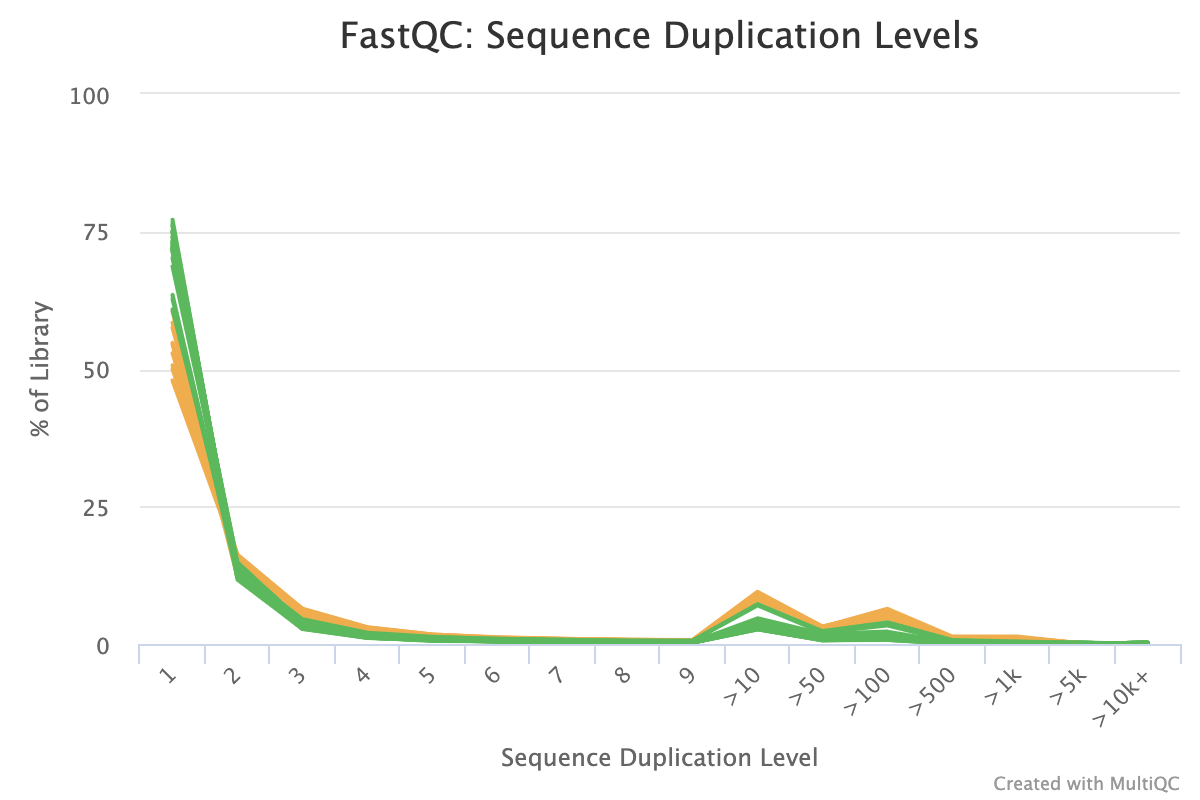 FastQC: Sequence Duplication Levels
100
75
50
25
0
% of Library
1
2
3
4
5
6
7
8
9
>10
>50
>100
>500
>1k
>5k
>10k+
Sequence Duplication Level
Created with MultiQC